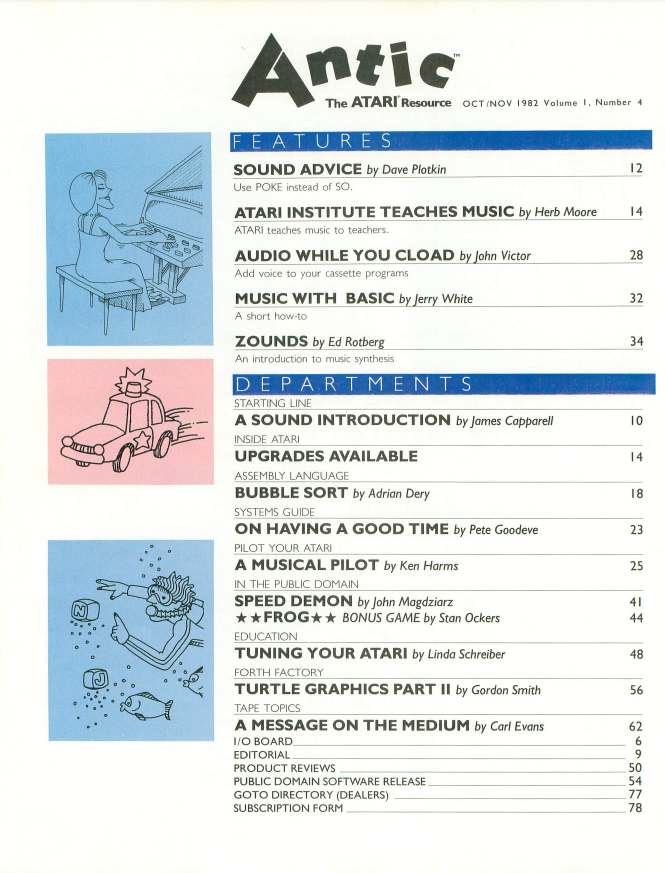 Antic™
The ATARI® Resource OCT/NOV 1982 Volume 1, Number 4
FEATURES
SOUND ADVICE by Dave Plotkin 12
Use POKE instead of SO.
ATARI INSTITUTE TEACHES MUSIC by Herb Moore 14
ATARI teaches music to teachers.
AUDIO WHILE YOU CLOAD by John Victor 28
Add voice to your cassette programs
MUSIC WITH BASIC by Jerry White 32
A short how-to
ZOUNDS by Ed Rotberg 34
An introduction to music synthesis
DEPARTMENTS
STARTING LINE
A SOUND INTRODUCTION by James Capparell 10
INSIDE ATARI
UPGRADES AVAILABLE 14
ASSEMBLY LANGUAGE
BUBBLE SORT by Adrian Dery 18
SYSTEMS GUIDE
ON HAVING A GOOD TIME by Pete Goodeve 23
PILOT YOUR ATARI
A MUSICAL PILOT by Ken Harms 25
IN THE PUBLIC DOMAIN
SPEED DEMON by John Magdziarz 41
★★FROG★★ BONUS GAME by Stan Ockers 44
EDUCATION
TUNING YOUR ATARI by Linda Schreiber 48
FORTH FACTORY
TURTLE GRAPHICS PART II by Gordon Smith 56
TAPE TOPICS
A MESSAGE ON THE MEDIUM by Carl Evans 62
I/O BOARD 6
EDITORIAL 9
PRODUCT REVIEWS 50
PUBLIC DOMAIN SOFTWARE RELEASE 54
GOTO DIRECTORY (DEALERS) 77
SUBSCRIPTION FORM 78
N
J